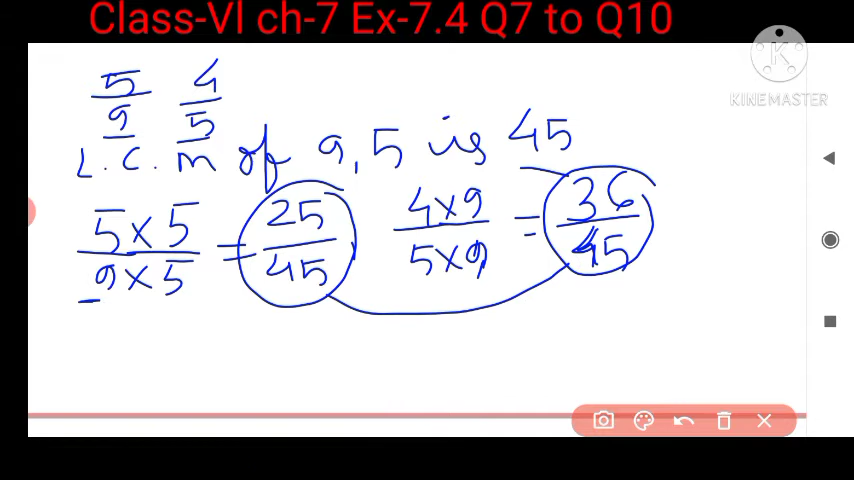 Class-VI ch-7 Ex-7.4 Q7 to Q10
KINEMASTER
5/9 4/5
L.C.M of 9,5 is 45
5×5/9×5 = 25/45 4×9/5×9 = 36/45